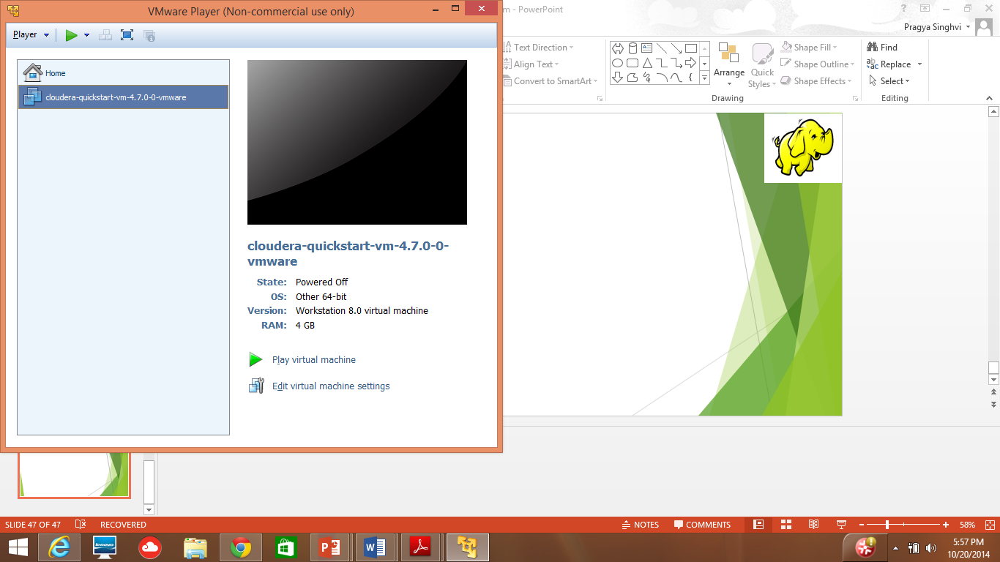 VMware Player (Non-commercial use only)
m - PowerPoint
Pragya Singhvi
Player
Home
cloudera-quickstart-vm-4.7.0-0-vmware
cloudera-quickstart-vm-4.7.0-0-
vmware
State: Powered Off
OS: Other 64-bit
Version: Workstation 8.0 virtual machine
RAM: 4 GB
Play virtual machine
Edit virtual machine settings
Text Direction
Align Text
Convert to SmartArt
Arrange
Quick
Styles
Shape Fill
Shape Outline
Shape Effects
Drawing
Find
Replace
Select
Editing
SLIDE 47 OF 47
RECOVERED
NOTES
COMMENTS
58%
lenovo
5:57 PM
10/20/2014